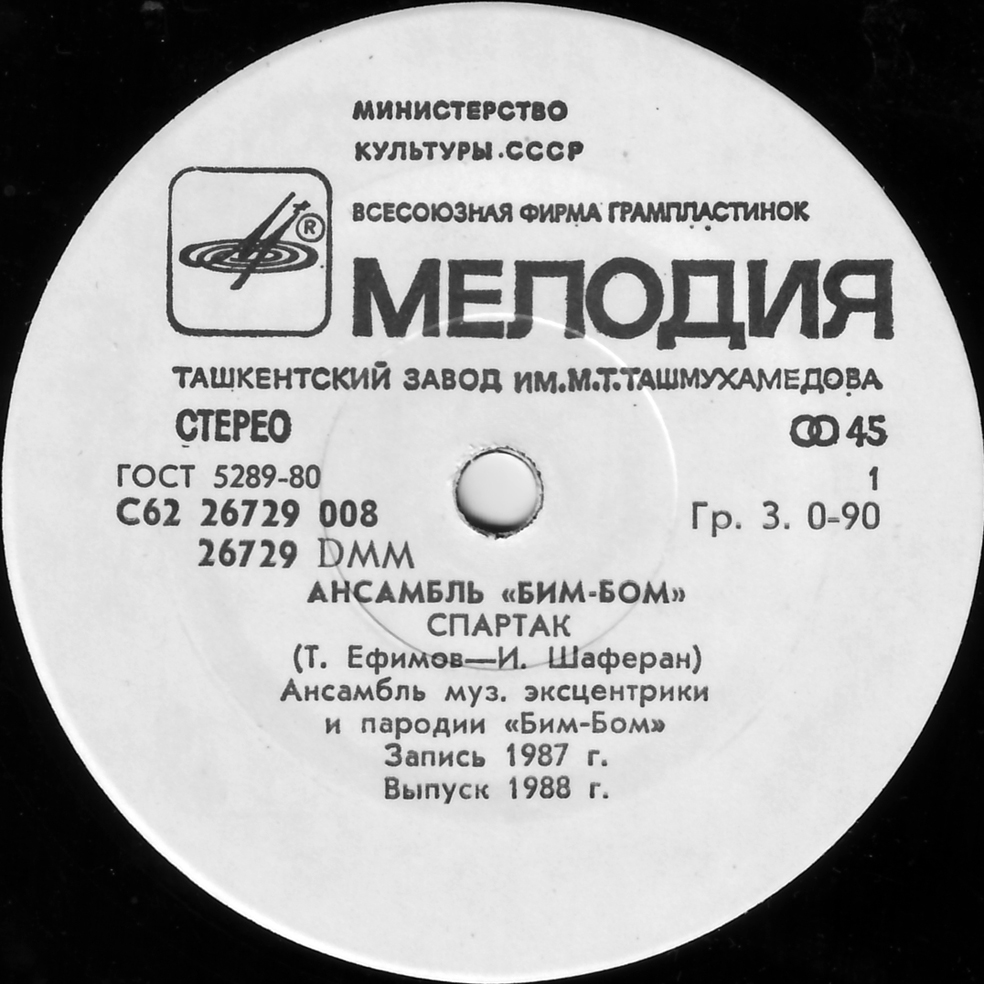 МИНИСТЕРСТВО
КУЛЬТУРЫ СССР
ВСЕСОЮЗНАЯ ФИРМА ГРАМПЛАСТИНОК
®
МЕЛОДИЯ
ТАШКЕНТСКИЙ ЗАВОД ИМ.М.Т.ТАШМУХАМЕДОВА
СТЕРЕО 45
ГОСТ 5289-80 1
С62 26729 008 Гр. 3. 0-90
26729 DMM
АНСАМБЛЬ «БИМ-БОМ»
СПАРТАК
(Т. Ефимов—И. Шаферан)
Ансамбль муз. эксцентрики
и пародии «Бим-Бом»
Запись 1987 г.
Выпуск 1988 г.